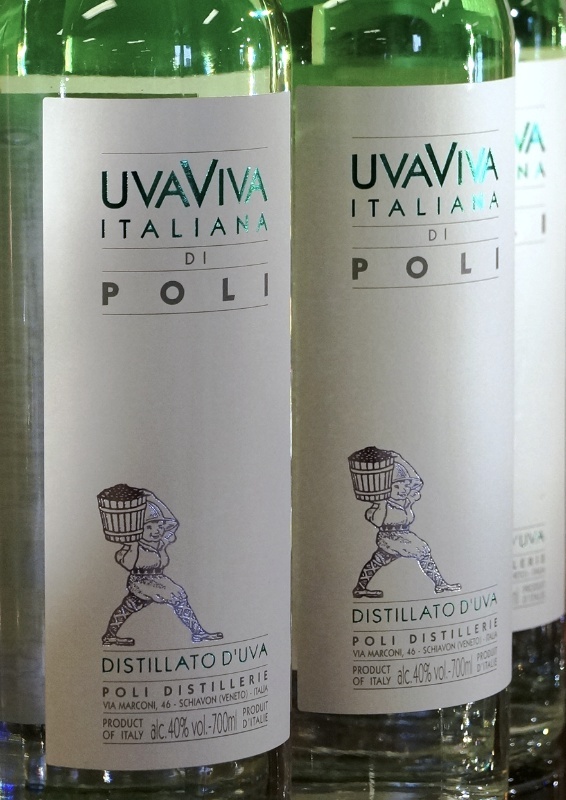 UVAVIVA
ITALIANA
DI
POLI
DISTILLATO D'UVA
POLI DISTILLERIE
VIA MARCONI, 46 - SCHIAVON (VENETO) - ITALIA
PRODUCT OF ITALY alc.40% vol.-700ml PRODUIT D'ITALIE
UVAVIVA
ITALIANA
DI
POLI
DISTILLATO D'UVA
POLI DISTILLERIE
VIA MARCONI, 46 - SCHIAVON (VENETO) - ITALIA
PRODUCT OF ITALY alc.40% vol.-700ml PRODUIT D'ITALIE
VA
NA
I